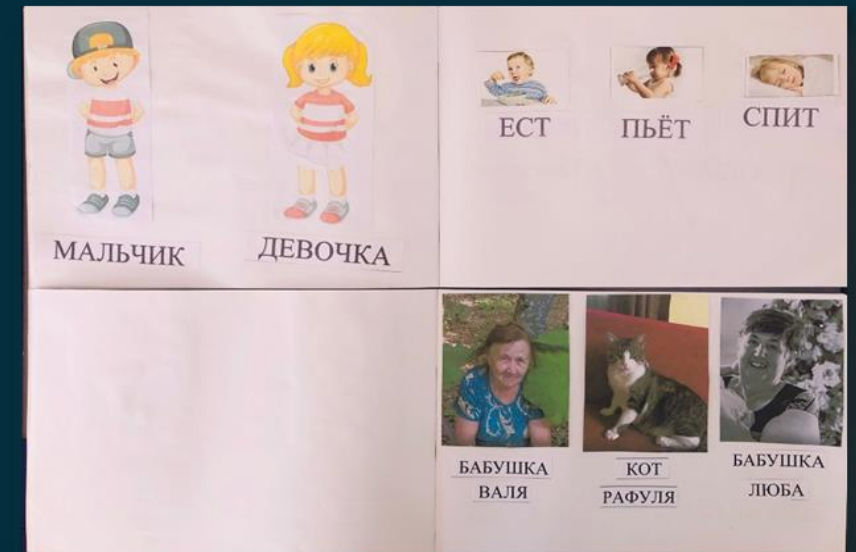 МАЛЬЧИК ДЕВОЧКА
ЕСТ ПЬЁТ СПИТ
БАБУШКА ВАЛЯ
КОТ РАФУЛЯ
БАБУШКА ЛЮБА